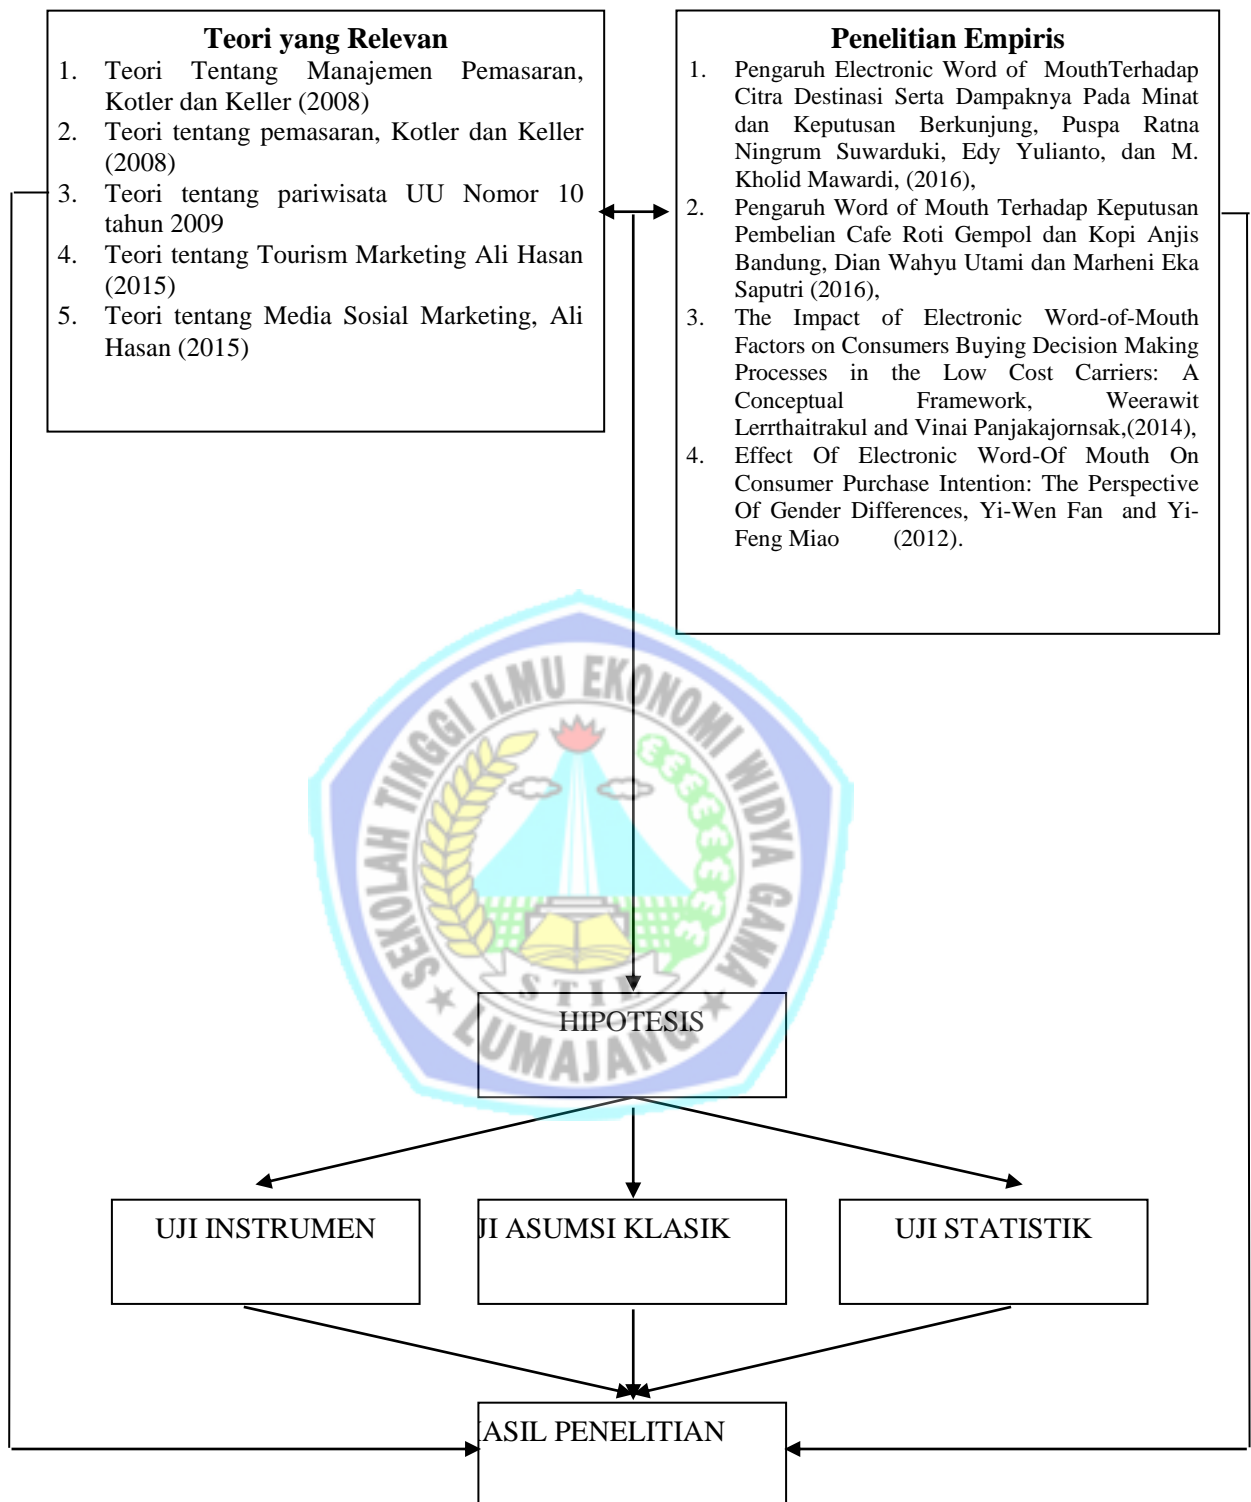 Teori yang Relevan
1. Teori Tentang Manajemen Pemasaran,
Kotler dan Keller (2008)
2. Teori tentang pemasaran, Kotler dan Keller
(2008)
3. Teori tentang pariwisata UU Nomor 10
tahun 2009
4. Teori tentang Tourism Marketing Ali Hasan
(2015)
5. Teori tentang Media Sosial Marketing, Ali
Hasan (2015)
Penelitian Empiris
1. Pengaruh Electronic Word of MouthTerhadap
Citra Destinasi Serta Dampaknya Pada Minat
dan Keputusan Berkunjung, Puspa Ratna
Ningrum Suwarduki, Edy Yulianto, dan M.
Kholid Mawardi, (2016),
2. Pengaruh Word of Mouth Terhadap Keputusan
Pembelian Cafe Roti Gempol dan Kopi Anjis
Bandung, Dian Wahyu Utami dan Marheni Eka
Saputri (2016),
3. The Impact of Electronic Word-of-Mouth
Factors on Consumers Buying Decision Making
Processes in the Low Cost Carriers: A
Conceptual Framework, Weerawit
Lerrthaitrakul and Vinai Panjakajornsak,(2014),
4. Effect Of Electronic Word-Of Mouth On
Consumer Purchase Intention: The Perspective
Of Gender Differences, Yi-Wen Fan and Yi-
Feng Miao (2012).
SEKOLAH TINGGI ILMU EKONOMI WIDYA GAMA
STIE
LUMAJANG
HIPOTESIS
UJI INSTRUMEN
JI ASUMSI KLASIK
UJI STATISTIK
ASIL PENELITIAN